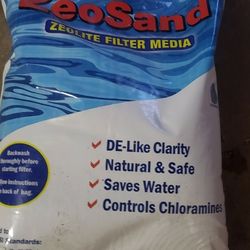 ZeoSand
ZEOLITE FILTER MEDIA
DE-Like Clarity
Natural & Safe
Saves Water
Controls Chloramines
Backwash
thoroughly before
starting filter.
instructions
back of bag.
Standards: